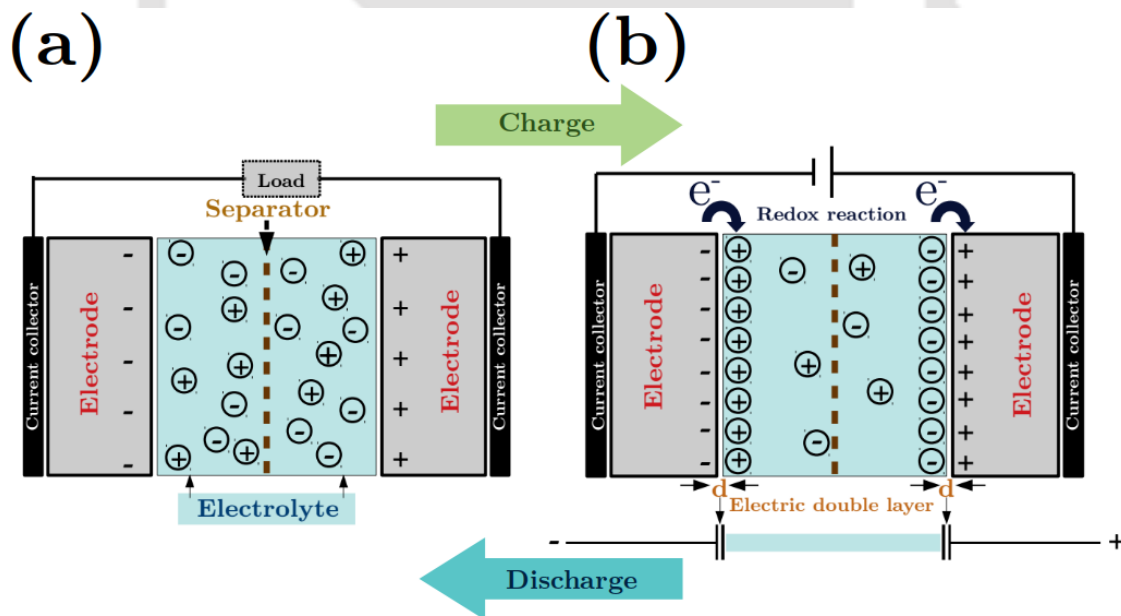 (a)
(b)
Charge
Load
Separator
e-
Redox reaction
e-
Current collector
Electrode
Electrode
Current collector
Current collector
Electrode
Electrode
Current collector
Electrolyte
d
d
Electric double layer
-
+
Discharge